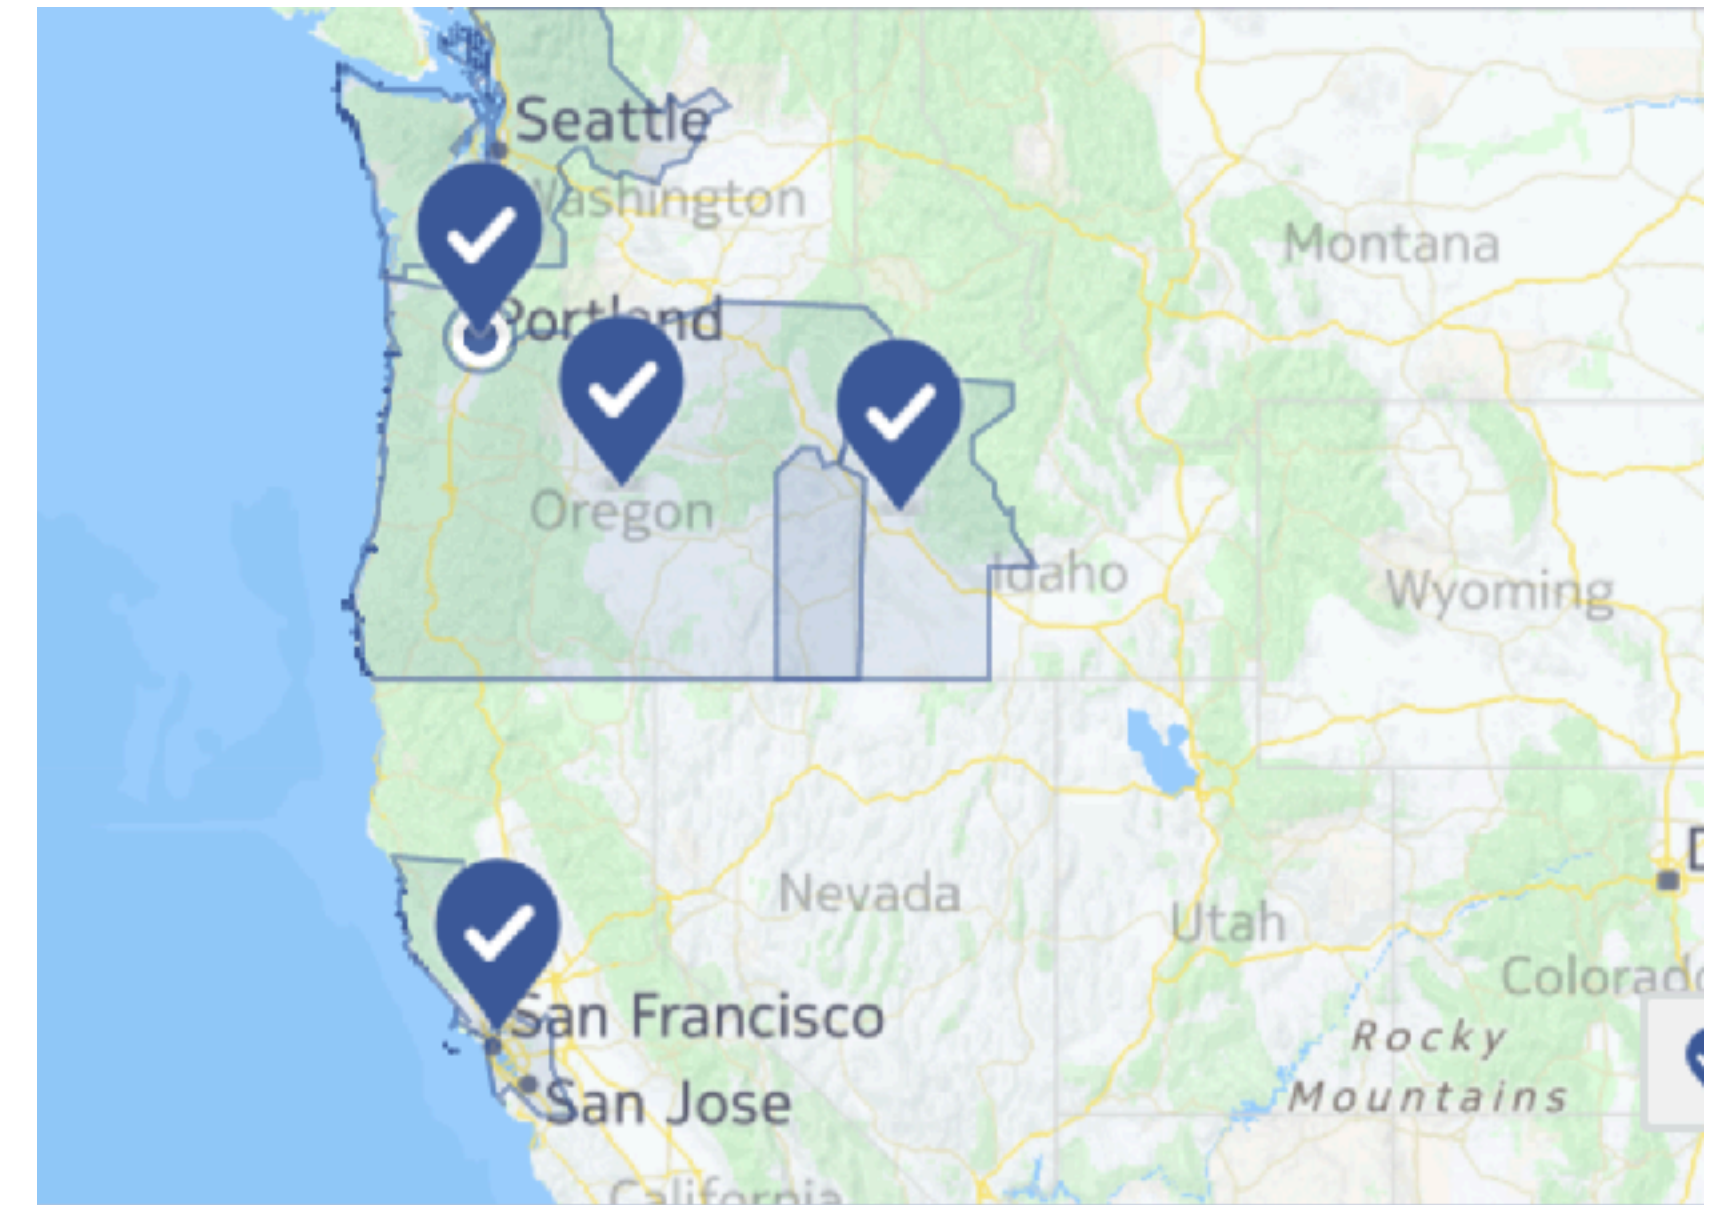 Seattle
Washington
Montana
Portland
Oregon
Idaho
Wyoming
Nevada
Utah
Colorado
San Francisco
Rocky
Mountains
San Jose
California